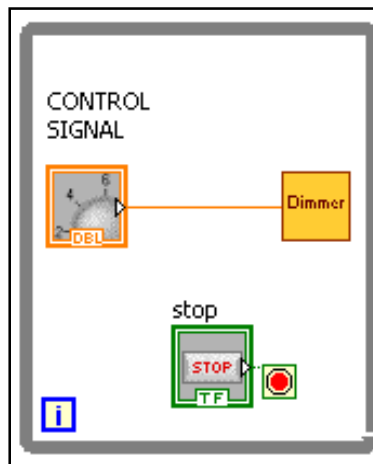 CONTROL
SIGNAL
6
4
2
DBL
Dimmer
stop
STOP
TF
i